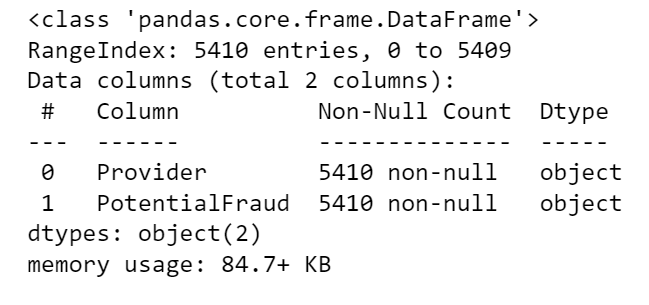 <class 'pandas.core.frame.DataFrame'>
RangeIndex: 5410 entries, 0 to 5409
Data columns (total 2 columns):
 #   Column          Non-Null Count  Dtype
---  ------          --------------  -----
 0   Provider        5410 non-null   object
 1   PotentialFraud  5410 non-null   object
dtypes: object(2)
memory usage: 84.7+ KB